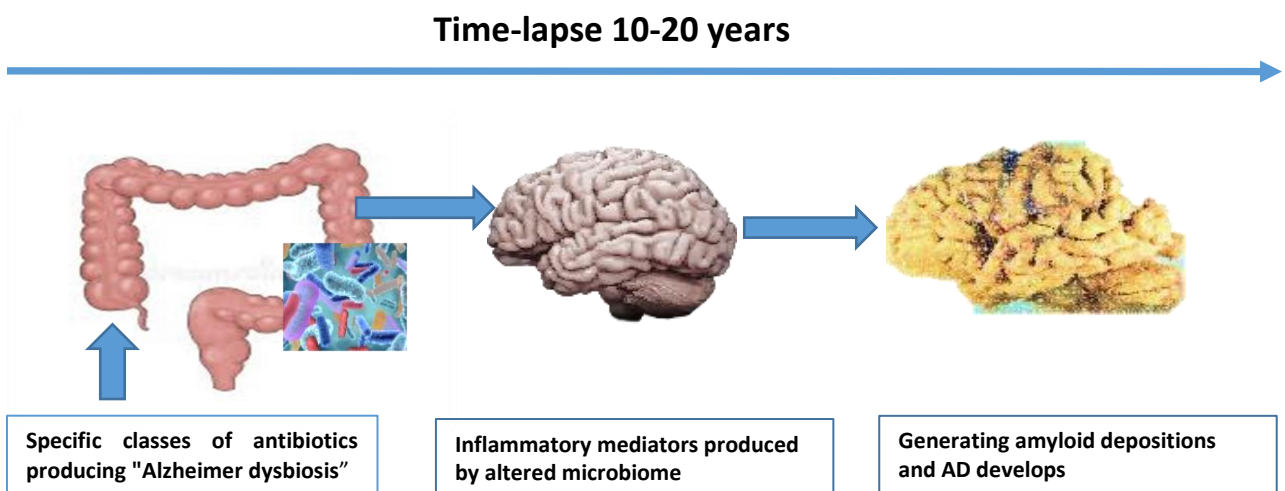 Time-lapse 10-20 years
Specific classes of antibiotics
producing "Alzheimer dysbiosis”
Inflammatory mediators produced
by altered microbiome
Generating amyloid depositions
and AD develops